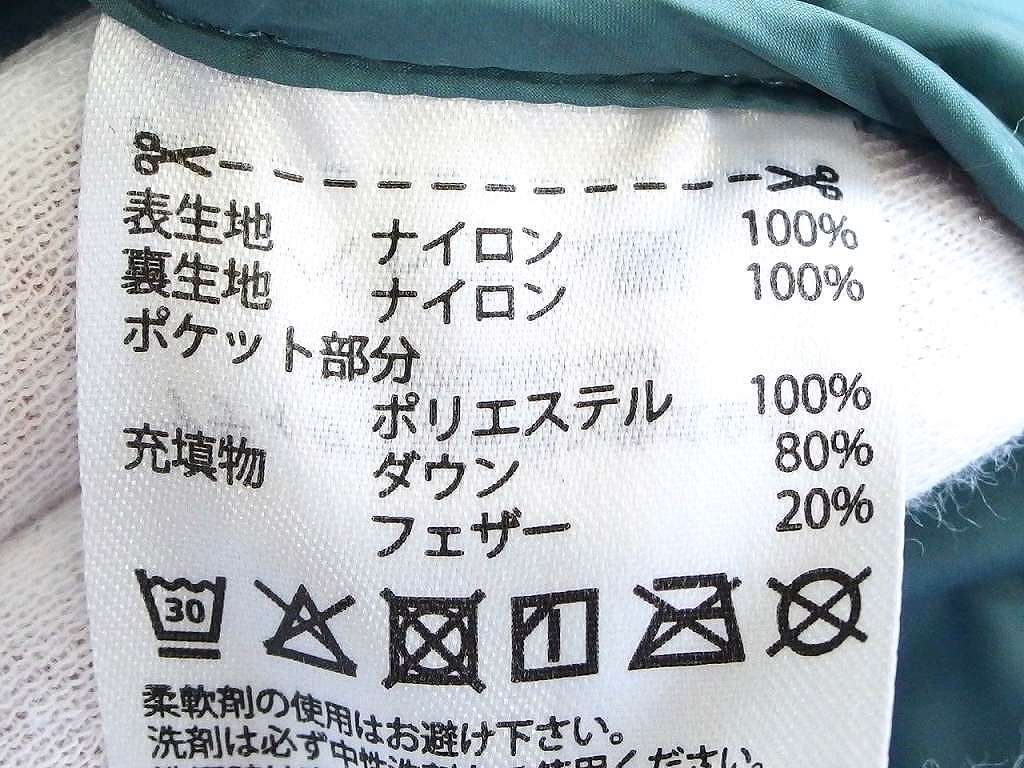 表生地 ナイロン 100%
裏生地 ナイロン 100%
ポケット部分
ポリエステル 100%
充填物 ダウン 80%
フェザー 20%
30
柔軟剤の使用はお避け下さい。
洗剤は必ず中性洗剤 使用ください。